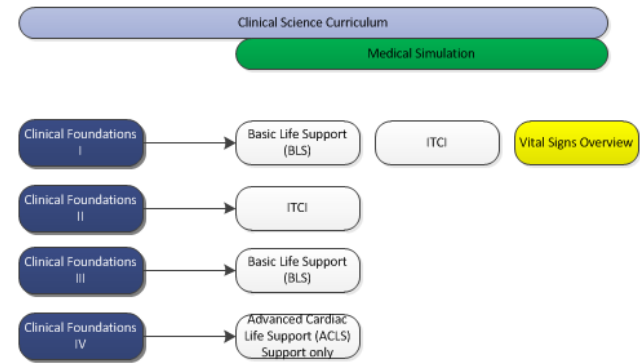 Clinical Science Curriculum
Medical Simulation
Clinical Foundations
I
Basic Life Support
(BLS)
ITCI
Vital Signs Overview
Clinical Foundations
II
ITCI
Clinical Foundations
III
Basic Life Support
(BLS)
Clinical Foundations
IV
Advanced Cardiac
Life Support (ACLS)
Support only